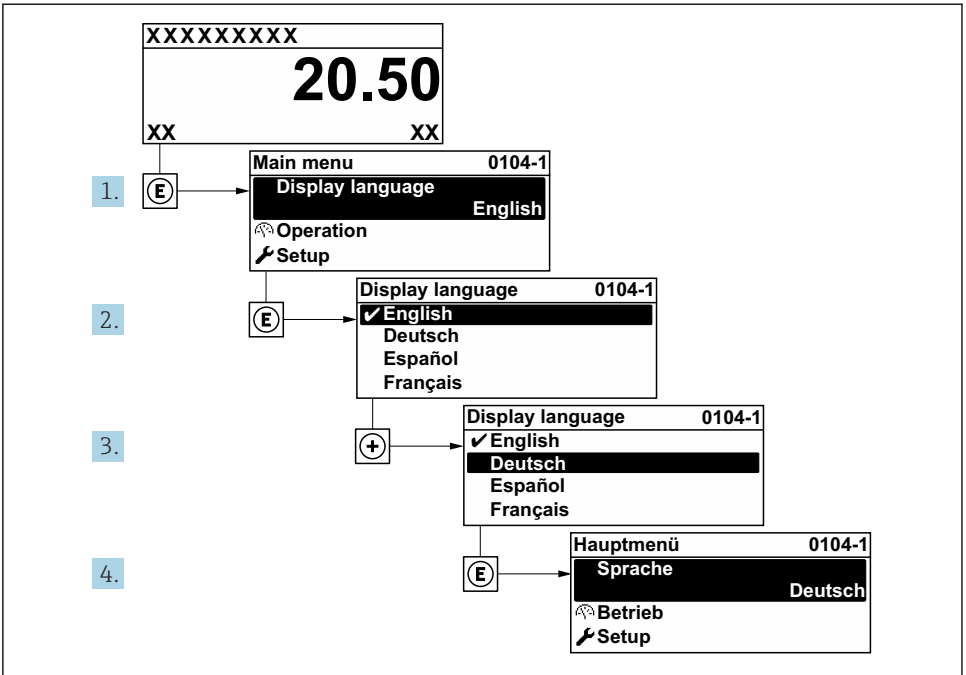 XXXXXXXXX
20.50
XX XX
1. E
Main menu 0104-1
Display language
English
Operation
Setup
2. E
Display language 0104-1
✔English
Deutsch
Español
Français
3. +
Display language 0104-1
✔English
Deutsch
Español
Français
4. E
Hauptmenü 0104-1
Sprache
Deutsch
Betrieb
Setup